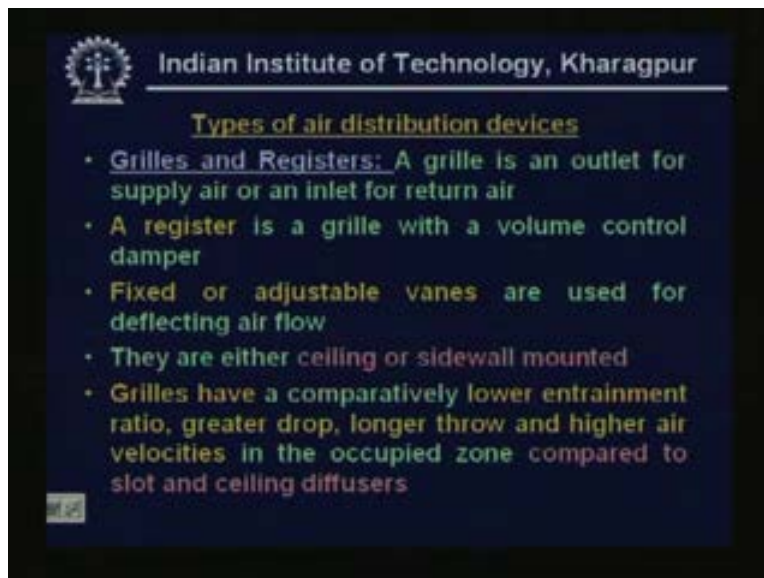 Indian Institute of Technology, Kharagpur
Types of air distribution devices
• Grilles and Registers: A grille is an outlet for
supply air or an inlet for return air
• A register is a grille with a volume control
damper
• Fixed or adjustable vanes are used for
deflecting air flow
• They are either ceiling or sidewall mounted
• Grilles have a comparatively lower entrainment
ratio, greater drop, longer throw and higher air
velocities in the occupied zone compared to
slot and ceiling diffusers